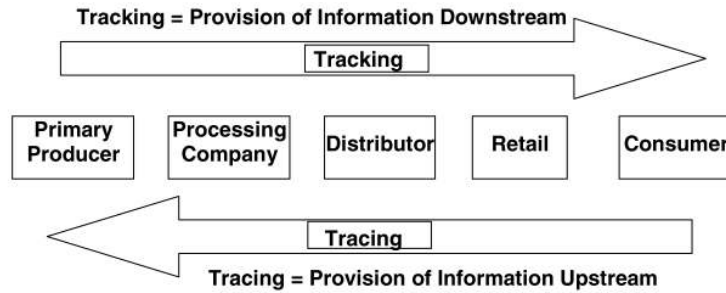 Tracking = Provision of Information Downstream
Tracking
Primary Processing Distributor Retail Consumer
Producer Company
Tracing
Tracing = Provision of Information Upstream